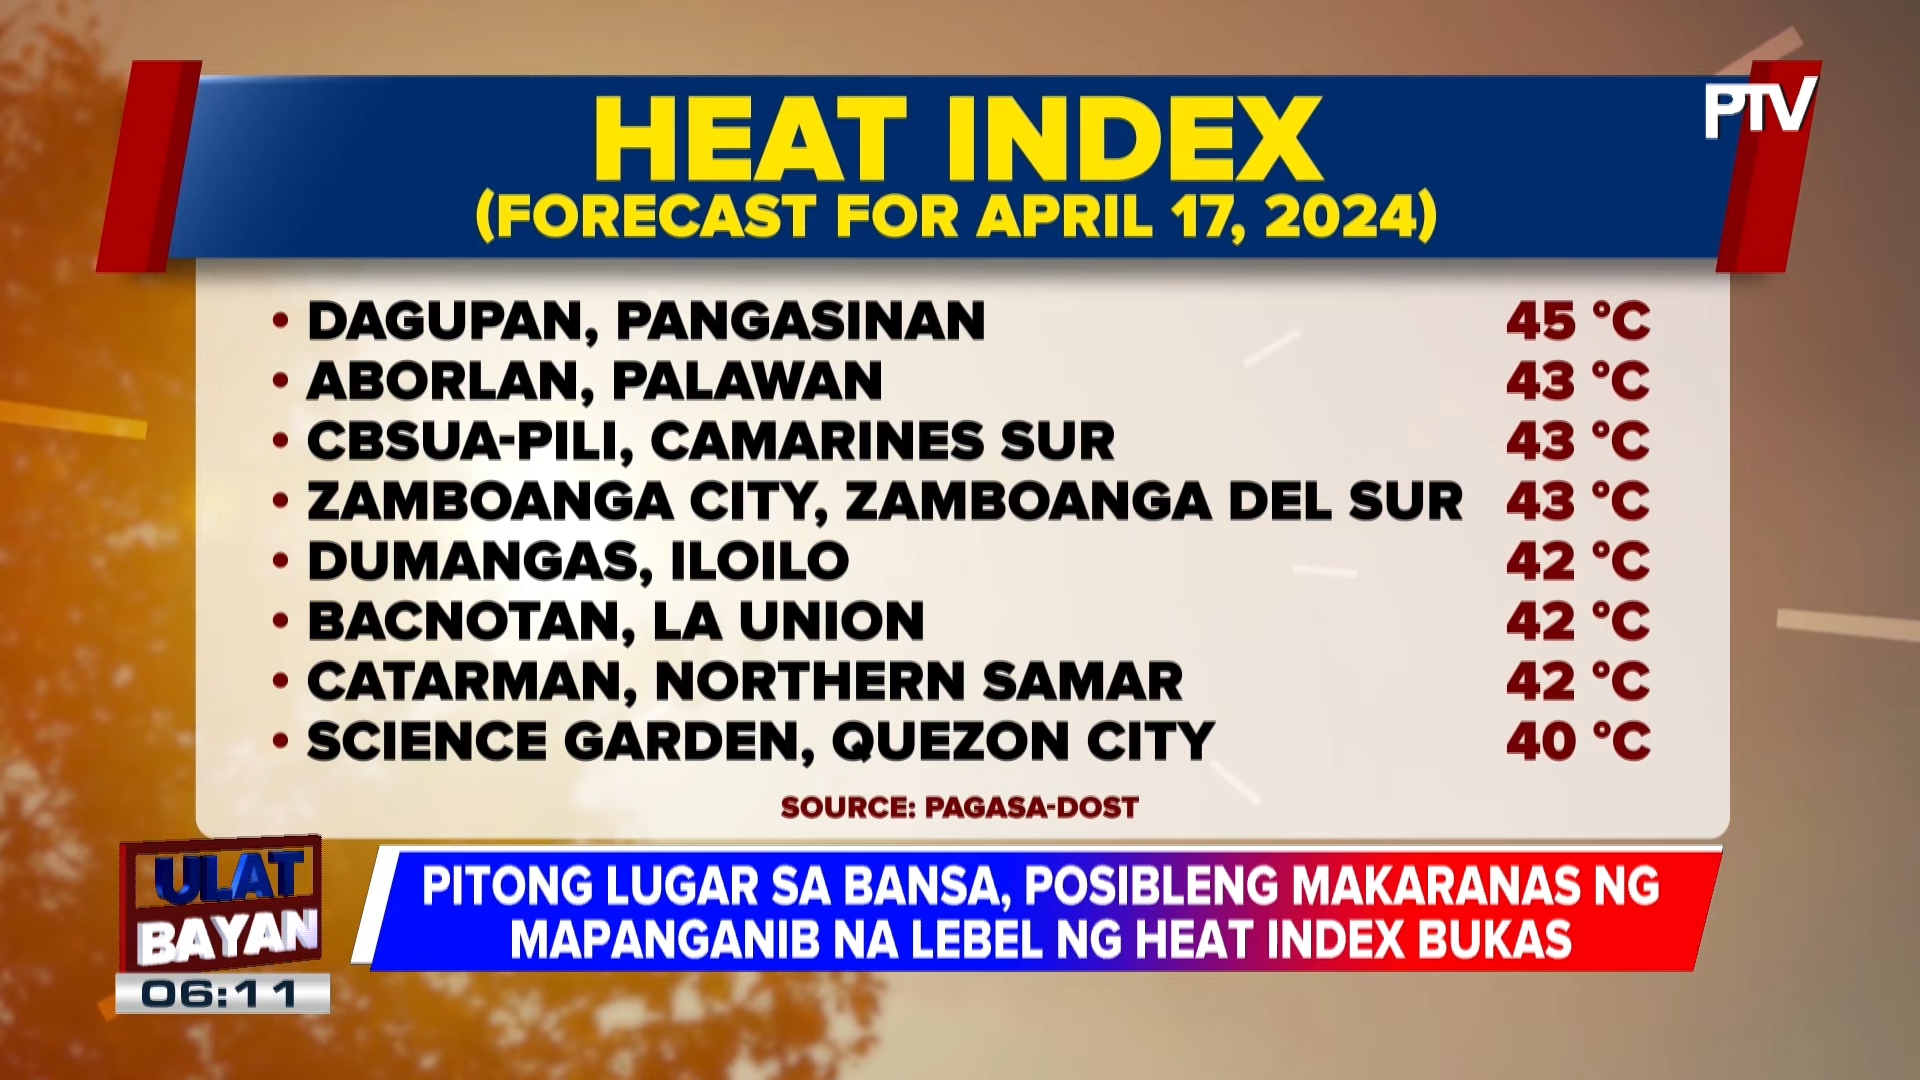 PTV
HEAT INDEX
(FORECAST FOR APRIL 17, 2024)
• DAGUPAN, PANGASINAN 45 °C
• ABORLAN, PALAWAN 43 °C
• CBSUA-PILI, CAMARINES SUR 43 °C
• ZAMBOANGA CITY, ZAMBOANGA DEL SUR 43 °C
• DUMANGAS, ILOILO 42 °C
• BACNOTAN, LA UNION 42 °C
• CATARMAN, NORTHERN SAMAR 42 °C
• SCIENCE GARDEN, QUEZON CITY 40 °C
SOURCE: PAGASA-DOST
ULAT
BAYAN
06:11
PITONG LUGAR SA BANSA, POSIBLENG MAKARANAS NG
MAPANGANIB NA LEBEL NG HEAT INDEX BUKAS